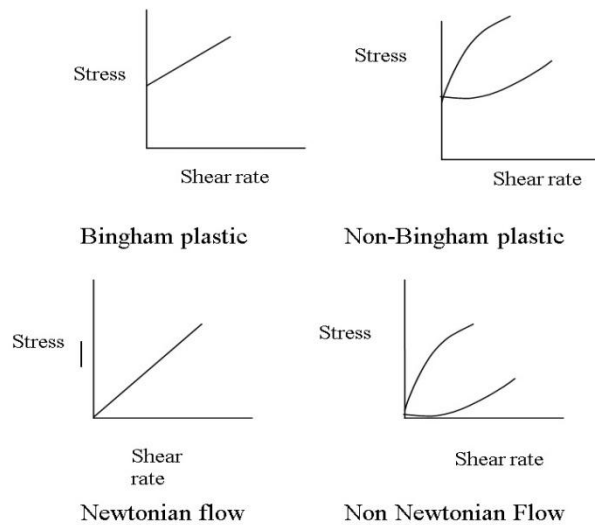 Stress
Shear rate
Bingham plastic
Stress
Shear rate
Non-Bingham plastic
Stress
Shear
rate
Newtonian flow
Stress
Shear rate
Non Newtonian Flow